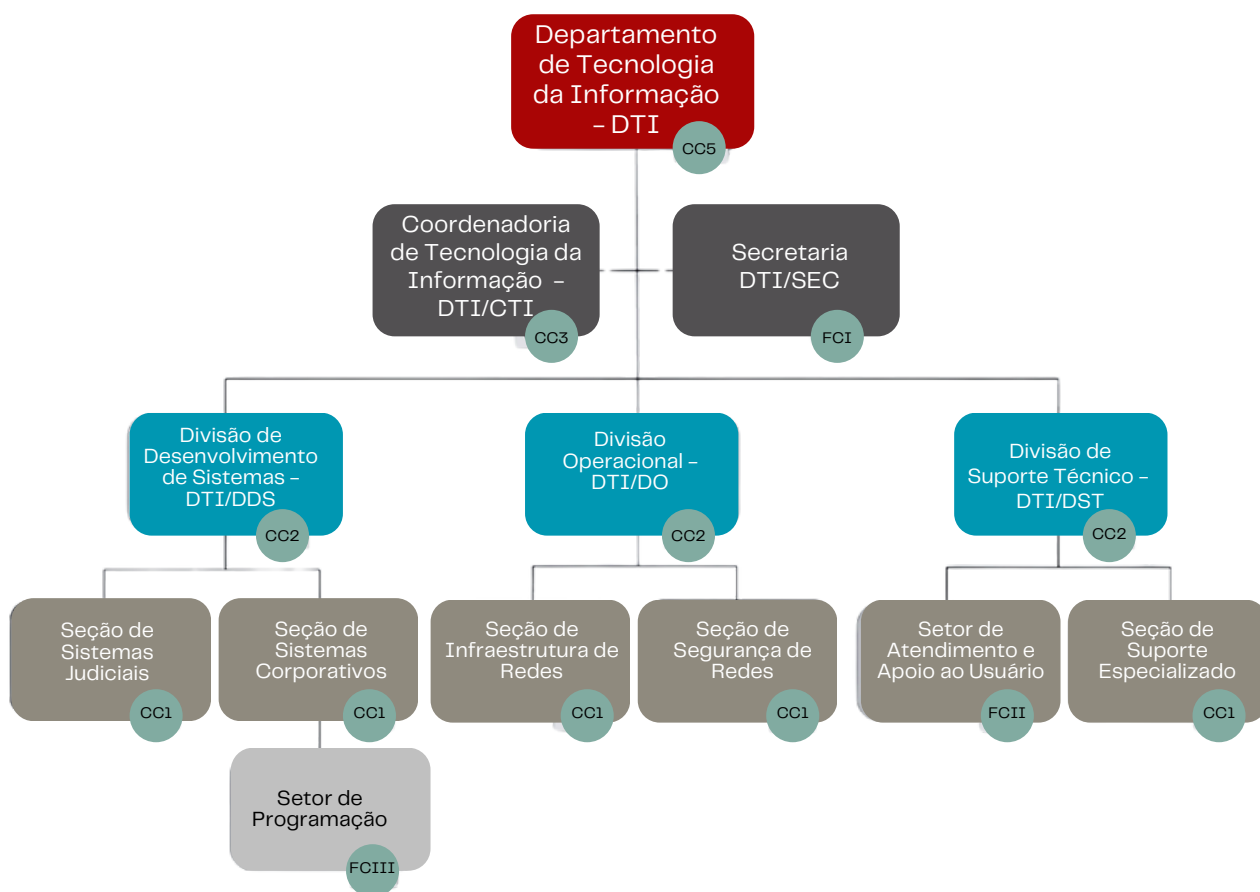 Departamento
de Tecnologia
da Informação
- DTI
CC5
Coordenadoria
de Tecnologia da
Informação -
DTI/CTI
CC3
Secretaria
DTI/SEC
FCI
Divisão de
Desenvolvimento
de Sistemas -
DTI/DDS
CC2
Divisão
Operacional -
DTI/DO
CC2
Divisão de
Suporte Técnico -
DTI/DST
CC2
Seção de
Sistemas
Judiciais
CC1
Seção de
Sistemas
Corporativos
CC1
Seção de
Infraestrutura de
Redes
CC1
Seção de
Segurança de
Redes
CC1
Setor de
Atendimento e
Apoio ao Usuário
FCII
Seção de
Suporte
Especializado
CC1
Setor de
Programação
FCIII